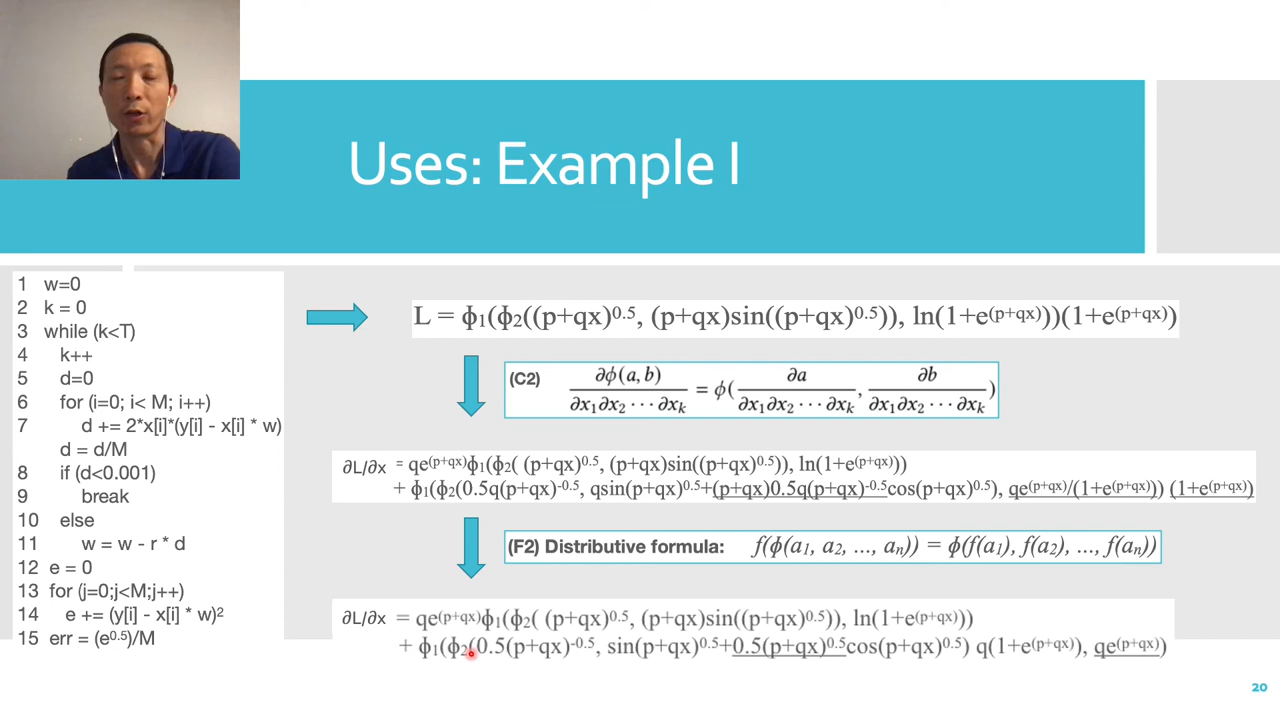 Uses: Example I
1 w=0
2 k = 0
3 while (k<T)
4 k++
5 d=0
6 for (i=0; i< M; i++)
7 d += 2*x[i]*(y[i] - x[i] * w)
d = d/M
8 if (d<0.001)
9 break
10 else
11 w = w - r * d
12 e = 0
13 for (j=0;j<M;j++)
14 e += (y[i] - x[i] * w)²
15 err = (e⁰·⁵)/M
L = ϕ₁(ϕ₂((p+qx)⁰·⁵, (p+qx)sin((p+qx)⁰·⁵)), ln(1+e⁽ᵖ⁺qˣ⁾))(1+e⁽ᵖ⁺qˣ⁾)
(C2) ∂ϕ(a, b)/∂x₁∂x₂ ⋯ ∂xₖ = ϕ(∂a/∂x₁∂x₂ ⋯ ∂xₖ, ∂b/∂x₁∂x₂ ⋯ ∂xₖ)
∂L/∂x = qe⁽ᵖ⁺qˣ⁾ϕ₁(ϕ₂( (p+qx)⁰·⁵, (p+qx)sin((p+qx)⁰·⁵)), ln(1+e⁽ᵖ⁺qˣ⁾))
+ ϕ₁(ϕ₂(0.5q(p+qx)⁻⁰·⁵, qsin(p+qx)⁰·⁵+(p+qx)0.5q(p+qx)⁻⁰·⁵cos(p+qx)⁰·⁵), qe⁽ᵖ⁺qˣ⁾/(1+e⁽ᵖ⁺qˣ⁾)) (1+e⁽ᵖ⁺qˣ⁾)
(F2) Distributive formula: f(ϕ(a₁, a₂, ..., aₙ)) = ϕ(f(a₁), f(a₂), ..., f(aₙ))
∂L/∂x = qe⁽ᵖ⁺qˣ⁾ϕ₁(ϕ₂( (p+qx)⁰·⁵, (p+qx)sin((p+qx)⁰·⁵)), ln(1+e⁽ᵖ⁺qˣ⁾))
+ ϕ₁(ϕ₂(0.5(p+qx)⁻⁰·⁵, sin(p+qx)⁰·⁵+0.5(p+qx)⁰·⁵cos(p+qx)⁰·⁵) q(1+e⁽ᵖ⁺qˣ⁾), qe⁽ᵖ⁺qˣ⁾)
20